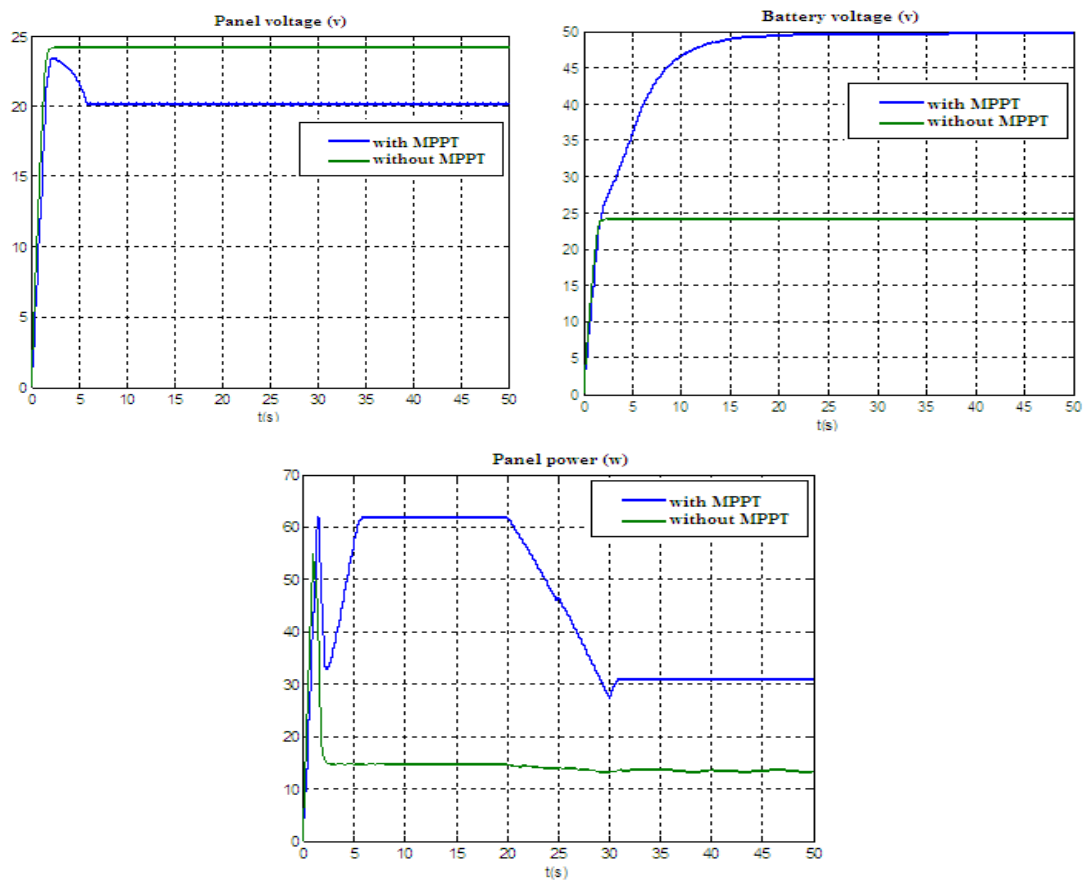 Panel voltage (v)
25
20
15
10
5
0
0 5 10 15 20 25 30 35 40 45 50
t(s)
with MPPT
without MPPT
Battery voltage (v)
50
45
40
35
30
25
20
15
10
5
0
0 5 10 15 20 25 30 35 40 45 50
t(s)
with MPPT
without MPPT
Panel power (w)
70
60
50
40
30
20
10
0
0 5 10 15 20 25 30 35 40 45 50
t(s)
with MPPT
without MPPT